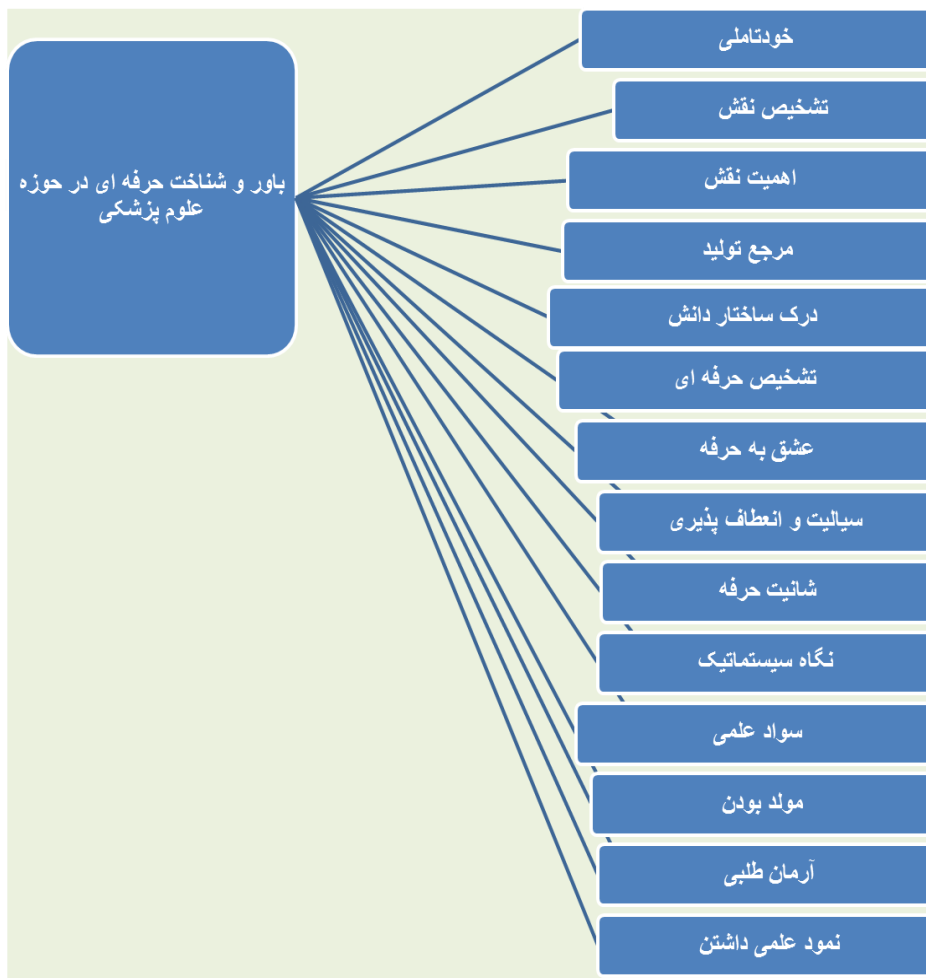 باور و شناخت حرفه ای در حوزه
علوم پزشکی
خودتاملی
تشخیص نقش
اهمیت نقش
مرجع تولید
درک ساختار دانش
تشخیص حرفه ای
عشق به حرفه
سیالیت و انعطاف پذیری
شانیت حرفه
نگاه سیستماتیک
سواد علمی
مولد بودن
آرمان طلبی
نمود علمی داشتن